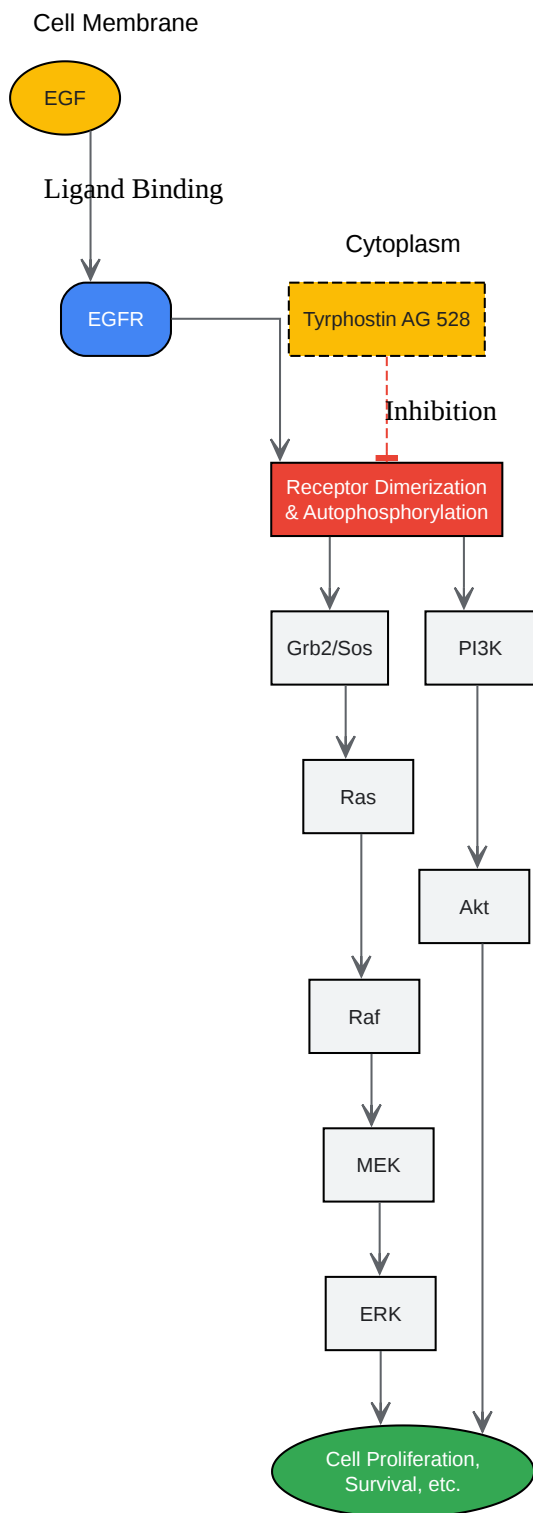 Cell Membrane
EGF
Ligand Binding
Cytoplasm
EGFR
Tyrphostin AG 528
Inhibition
Receptor Dimerization
& Autophosphorylation
Grb2/Sos
PI3K
Ras
Akt
Raf
MEK
ERK
Cell Proliferation,
Survival, etc.